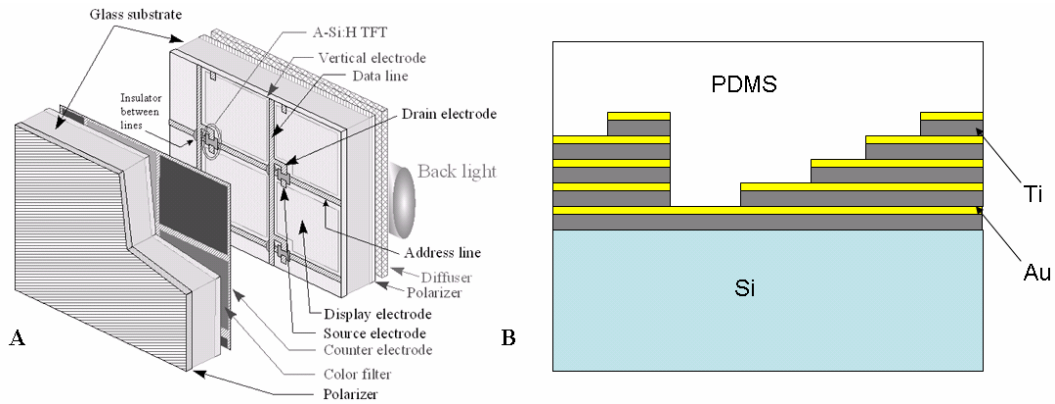 Glass substrate
A-Si:H TFT
Vertical electrode
Data line
Insulator
between
lines
Drain electrode
Back light
Address line
Diffuser
Polarizer
Display electrode
Source electrode
Counter electrode
Color filter
Polarizer
A
B
PDMS
Ti
Au
Si